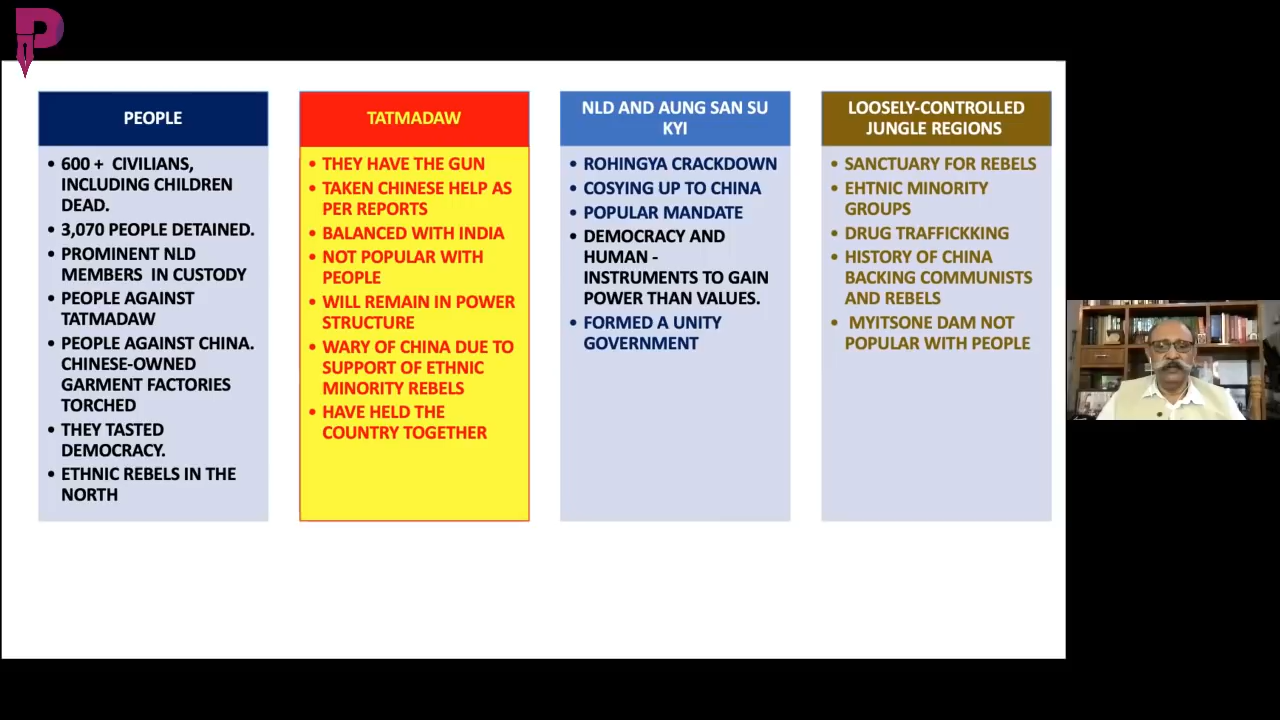 PEOPLE
• 600 + CIVILIANS,
INCLUDING CHILDREN
DEAD.
• 3,070 PEOPLE DETAINED.
• PROMINENT NLD
MEMBERS IN CUSTODY
• PEOPLE AGAINST
TATMADAW
• PEOPLE AGAINST CHINA.
CHINESE-OWNED
GARMENT FACTORIES
TORCHED
• THEY TASTED
DEMOCRACY.
• ETHNIC REBELS IN THE
NORTH
TATMADAW
• THEY HAVE THE GUN
• TAKEN CHINESE HELP AS
PER REPORTS
• BALANCED WITH INDIA
• NOT POPULAR WITH
PEOPLE
• WILL REMAIN IN POWER
STRUCTURE
• WARY OF CHINA DUE TO
SUPPORT OF ETHNIC
MINORITY REBELS
• HAVE HELD THE
COUNTRY TOGETHER
NLD AND AUNG SAN SU
KYI
• ROHINGYA CRACKDOWN
• COSYING UP TO CHINA
• POPULAR MANDATE
• DEMOCRACY AND
HUMAN -
INSTRUMENTS TO GAIN
POWER THAN VALUES.
• FORMED A UNITY
GOVERNMENT
LOOSELY-CONTROLLED
JUNGLE REGIONS
• SANCTUARY FOR REBELS
• EHTNIC MINORITY
GROUPS
• DRUG TRAFFICKKING
• HISTORY OF CHINA
BACKING COMMUNISTS
AND REBELS
• MYITSONE DAM NOT
POPULAR WITH PEOPLE